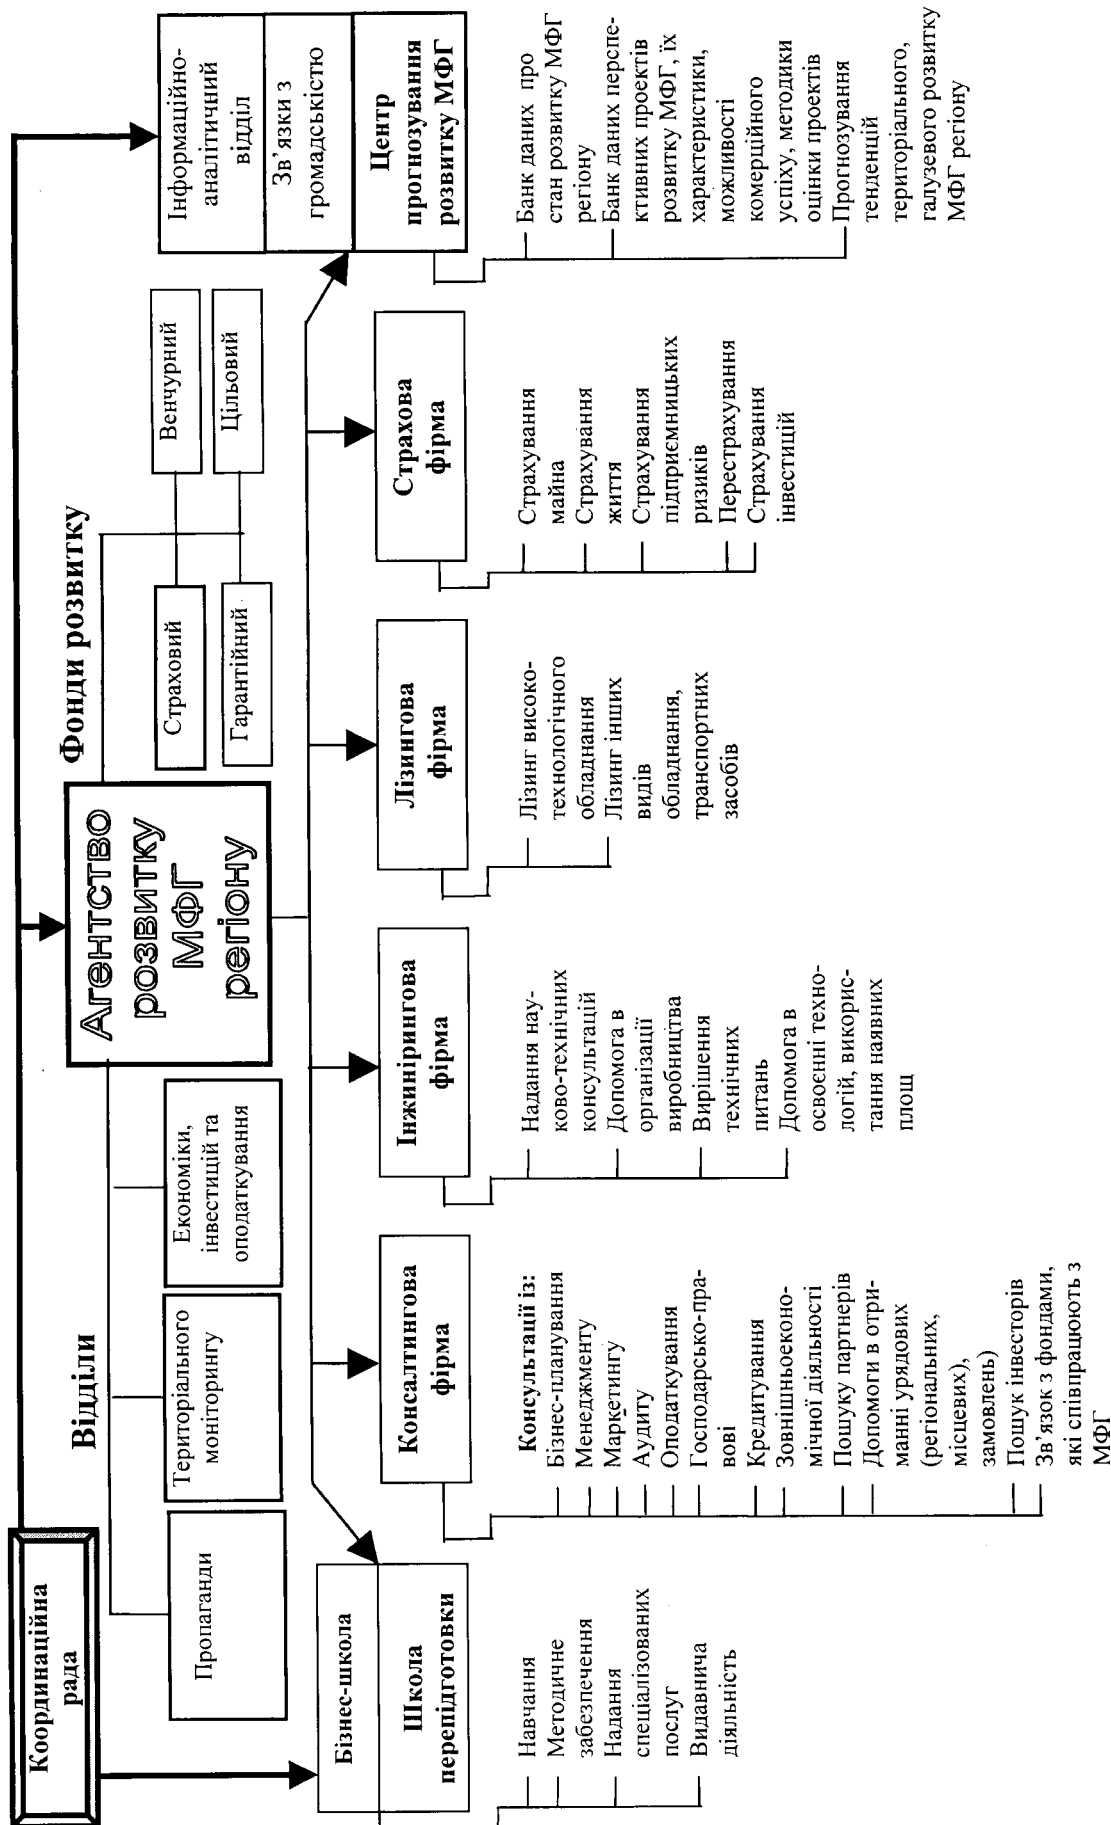 Координаційна
рада
Відділи
Фонди розвитку
Агентство
розвитку
МФГ
регіону
Пропаганди
Територіального
моніторингу
Економіки,
інвестицій та
оподаткування
Страховий
Гарантійний
Венчурний
Цільовий
Інформаційно-
аналітичний
відділ
Зв’язки з
громадськістю
Центр
прогнозування
розвитку МФГ
Бізнес-школа
Школа
перепідготовки
Консалтингова
фірма
Інжинірингова
фірма
Лізингова
фірма
Страхова
фірма
Навчання
Методичне
забезпечення
Надання
спеціалізованих
послуг
Видавнича
діяльність
Консультації із:
Бізнес-планування
Менеджменту
Маркетингу
Аудиту
Оподаткування
Господарсько-пра-
вові
Кредитування
Зовнішньоеконо-
мічної діяльності
Пошуку партнерів
Допомоги в отри-
манні урядових
(регіональних,
місцевих),
замовлень)
Пошук інвесторів
Зв’язок з фондами,
які співпрацюють з
МФГ
Надання нау-
ково-технічних
консультацій
Допомога в
організації
виробництва
Вирішення
технічних
питань
Допомога в
освоєнні техно-
логій, викорис-
тання наявних
площ
Лізинг високо-
технологічного
обладнання
Лізинг інших
видів
обладнання,
транспортних
засобів
Страхування
майна
Страхування
життя
Страхування
підприємницьких
ризиків
Перестрахування
Страхування
інвестицій
Банк даних про
стан розвитку МФГ
регіону
Банк даних перспе-
ктивних проектів
розвитку МФГ, їх
характеристики,
можливості
комерційного
успіху, методики
оцінки проектів
Прогнозування
тенденцій
територіального,
галузевого розвитку
МФГ регіону